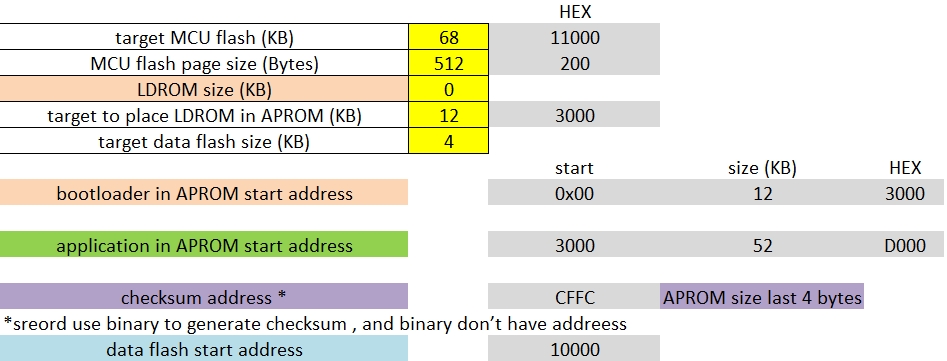 HEX
target MCU flash (KB) 68 11000
MCU flash page size (Bytes) 512 200
LDROM size (KB) 0
target to place LDROM in APROM (KB) 12 3000
target data flash size (KB) 4
start size (KB) HEX
bootloader in APROM start address 0x00 12 3000
application in APROM start address 3000 52 D000
checksum address * CFFC APROM size last 4 bytes
*sreord use binary to generate checksum , and binary don’t have addreess
data flash start address 10000